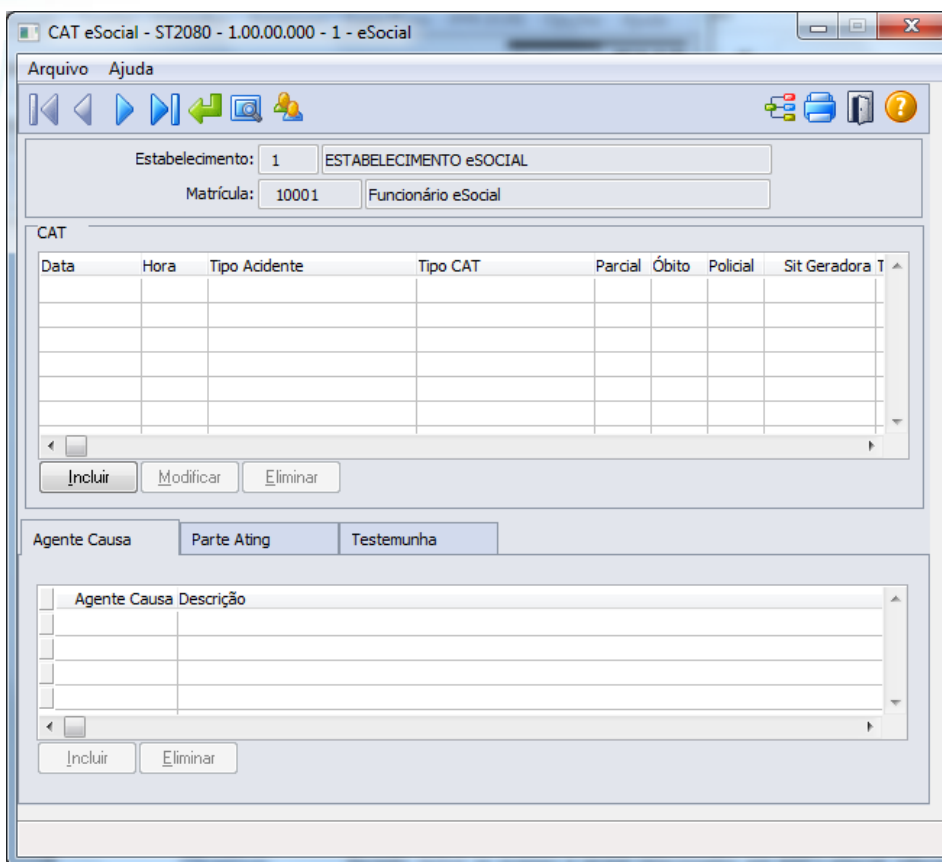 CAT eSocial - ST2080 - 1.00.00.000 - 1 - eSocial
Arquivo Ajuda
Estabelecimento: 1 ESTABELECIMENTO eSOCIAL
Matrícula: 10001 Funcionário eSocial
CAT
Data Hora Tipo Acidente Tipo CAT Parcial Óbito Policial Sit Geradora T
Incluir Modificar Eliminar
Agente Causa Parte Ating Testemunha
Agente Causa Descrição
Incluir Eliminar